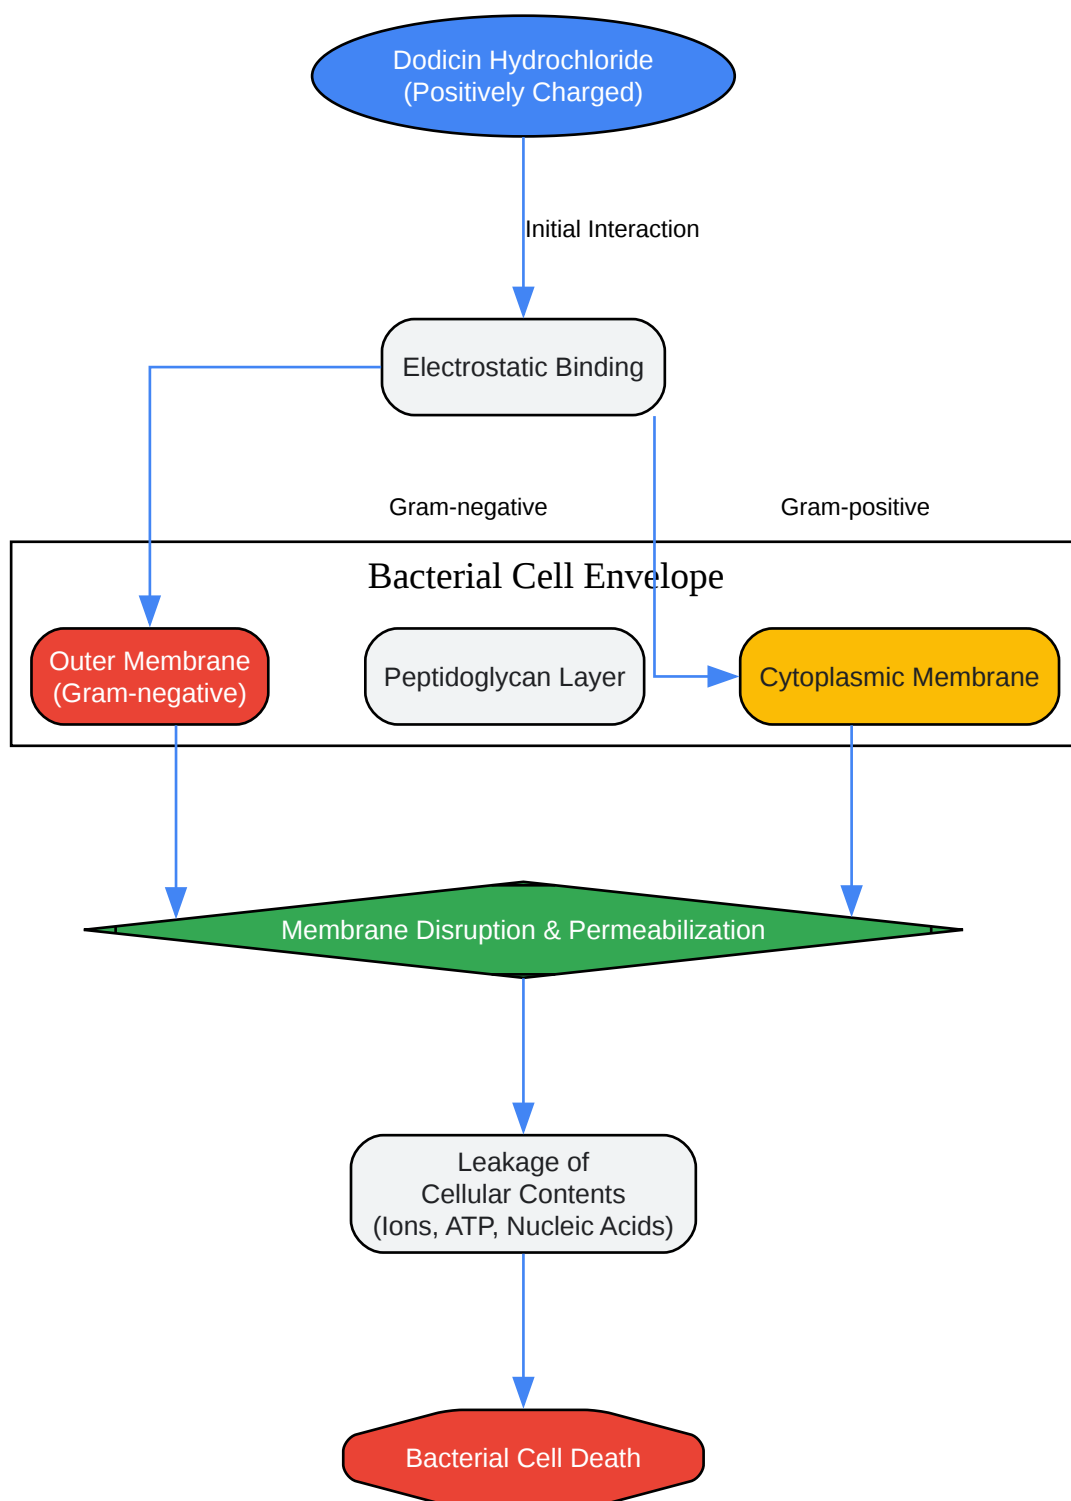 Dodicin Hydrochloride
(Positively Charged)
Initial Interaction
Electrostatic Binding
Gram-negative
Gram-positive
Bacterial Cell Envelope
Outer Membrane
(Gram-negative)
Peptidoglycan Layer
Cytoplasmic Membrane
Membrane Disruption & Permeabilization
Leakage of
Cellular Contents
(Ions, ATP, Nucleic Acids)
Bacterial Cell Death